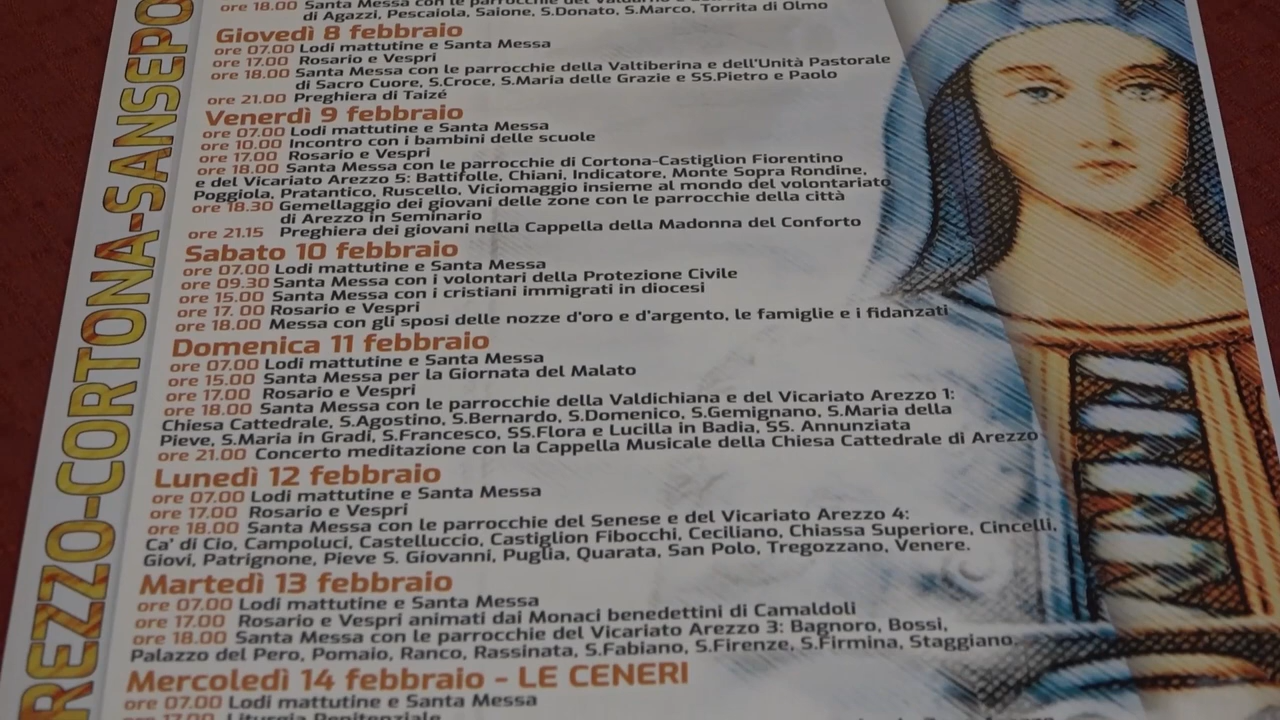 ore 18.00 Santa Messa con le parrocchie del
di Agazzi, Pescaiola, Saione, S.Donato, S.Marco, Torrita di Olmo
Giovedì 8 febbraio
ore 07.00 Lodi mattutine e Santa Messa
ore 17.00 Rosario e Vespri
ore 18.00 Santa Messa con le parrocchie della Valtiberina e dell'Unità Pastorale
di Sacro Cuore, S.Croce, S.Maria delle Grazie e SS.Pietro e Paolo
ore 21.00 Preghiera di Taizé
Venerdì 9 febbraio
ore 07.00 Lodi mattutine e Santa Messa
ore 10.00 Incontro con i bambini delle scuole
ore 17.00 Rosario e Vespri
ore 18.00 Santa Messa con le parrocchie di Cortona-Castiglion Fiorentino
e del Vicariato Arezzo 5: Battifolle, Chiani, Indicatore, Monte Sopra Rondine,
Poggiola, Pratantico, Ruscello, Viciomaggio insieme al mondo del volontariato
ore 18.30 Gemellaggio dei giovani delle zone con le parrocchie della città
di Arezzo in Seminario
ore 21.15 Preghiera dei giovani nella Cappella della Madonna del Conforto
Sabato 10 febbraio
ore 07.00 Lodi mattutine e Santa Messa
ore 09.30 Santa Messa con i volontari della Protezione Civile
ore 15.00 Santa Messa con i cristiani immigrati in diocesi
ore 17. 00 Rosario e Vespri
ore 18.00 Messa con gli sposi delle nozze d'oro e d'argento, le famiglie e i fidanzati
Domenica 11 febbraio
ore 07.00 Lodi mattutine e Santa Messa
ore 15.00 Santa Messa per la Giornata del Malato
ore 17.00 Rosario e Vespri
ore 18.00 Santa Messa con le parrocchie della Valdichiana e del Vicariato Arezzo 1:
Chiesa Cattedrale, S.Agostino, S.Bernardo, S.Domenico, S.Gemignano, S.Maria della
Pieve, S.Maria in Gradi, S.Francesco, SS.Flora e Lucilla in Badia, SS. Annunziata
ore 21.00 Concerto meditazione con la Cappella Musicale della Chiesa Cattedrale di Arezzo
Lunedì 12 febbraio
ore 07.00 Lodi mattutine e Santa Messa
ore 17.00 Rosario e Vespri
ore 18.00 Santa Messa con le parrocchie del Senese e del Vicariato Arezzo 4:
Ca' di Cio, Campoluci, Castelluccio, Castiglion Fibocchi, Ceciliano, Chiassa Superiore, Cincelli,
Giovi, Patrignone, Pieve S. Giovanni, Puglia, Quarata, San Polo, Tregozzano, Venere.
Martedì 13 febbraio
ore 07.00 Lodi mattutine e Santa Messa
ore 17.00 Rosario e Vespri animati dai Monaci benedettini di Camaldoli
ore 18.00 Santa Messa con le parrocchie del Vicariato Arezzo 3: Bagnoro, Bossi,
Palazzo del Pero, Pomaio, Ranco, Rassinata, S.Fabiano, S.Firenze, S.Firmina, Staggiano.
Mercoledì 14 febbraio - LE CENERI
ore 07.00 Lodi mattutine e Santa Messa
ore 17.00 Liturgia Penitenziale
REZZO-CORTONA-SANSEPO